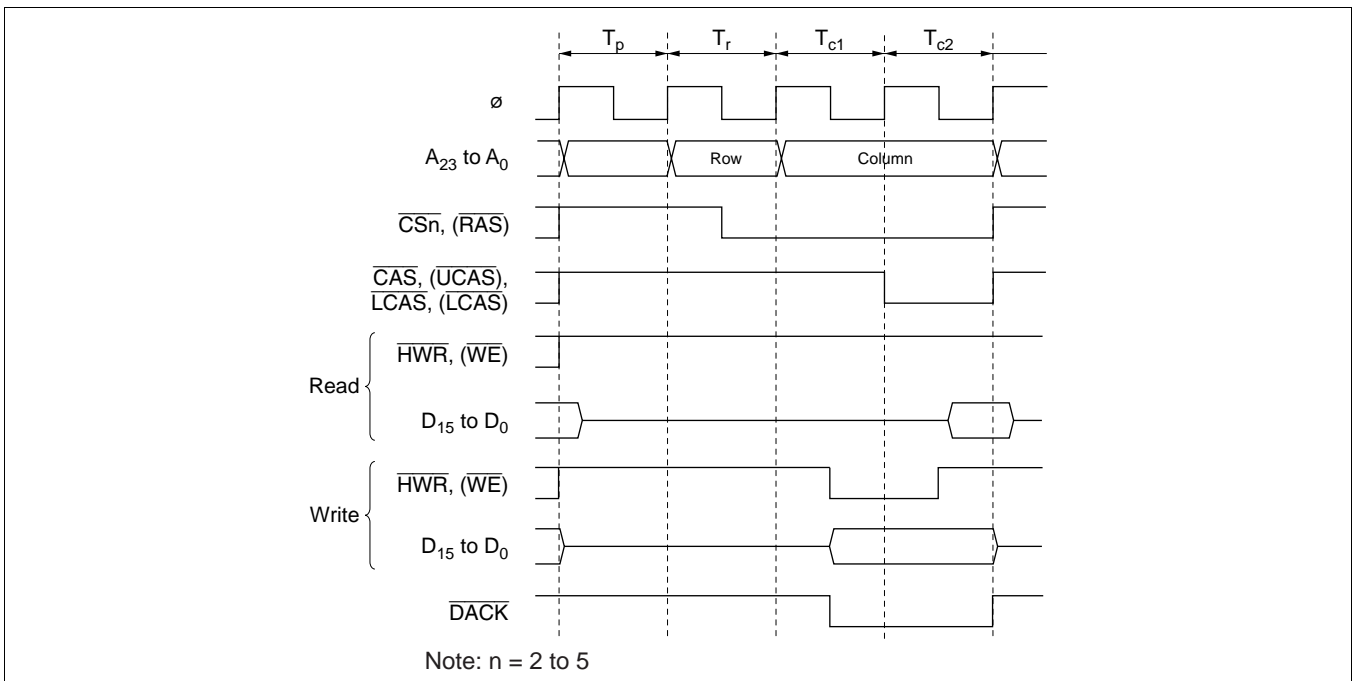 Tp Tr Tc1 Tc2
ø
A23 to A0 Row Column
CSn, (RAS)
CAS, (UCAS),
LCAS, (LCAS)
Read
HWR, (WE)
D15 to D0
Write
HWR, (WE)
D15 to D0
DACK
Note: n = 2 to 5